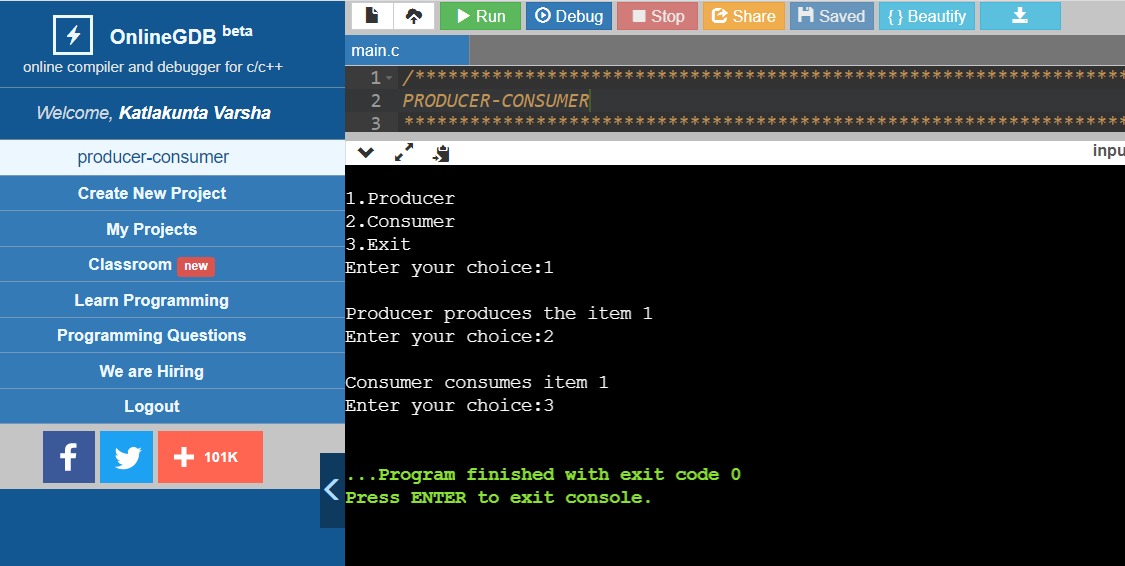 OnlineGDB beta
online compiler and debugger for c/c++
Welcome, Katlakunta Varsha
producer-consumer
Create New Project
My Projects
Classroom new
Learn Programming
Programming Questions
We are Hiring
Logout
f
+ 101K
Run Debug Stop Share Saved { } Beautify
main.c
1 /******************************************************************
2 PRODUCER-CONSUMER
3 *******************************************************************
inpu
1.Producer
2.Consumer
3.Exit
Enter your choice:1
Producer produces the item 1
Enter your choice:2
Consumer consumes item 1
Enter your choice:3
...Program finished with exit code 0
Press ENTER to exit console.